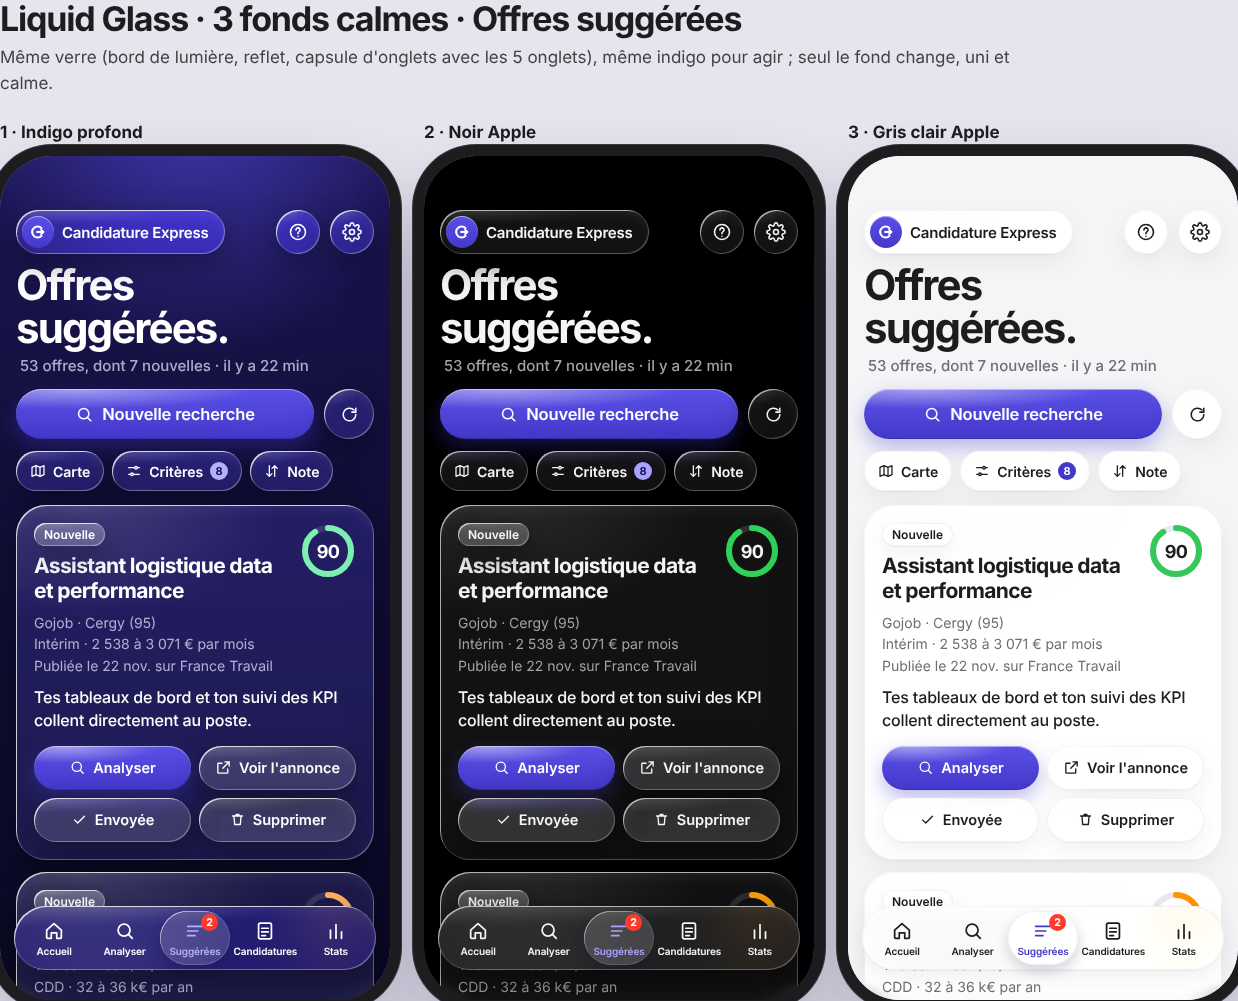 Liquid Glass · 3 fonds calmes · Offres suggérées
Même verre (bord de lumière, reflet, capsule d'onglets avec les 5 onglets), même indigo pour agir ; seul le fond change, uni et
calme.
1 · Indigo profond
Candidature Express
Offres
suggérées.
53 offres, dont 7 nouvelles · il y a 22 min
Nouvelle recherche
Carte
Critères 8
Note
Nouvelle
90
Assistant logistique data
et performance
Gojob · Cergy (95)
Intérim · 2 538 à 3 071 € par mois
Publiée le 22 nov. sur France Travail
Tes tableaux de bord et ton suivi des KPI
collent directement au poste.
Analyser
Voir l'annonce
Envoyée
Supprimer
Nouvelle
2
Accueil
Analyser
Suggérées
Candidatures
Stats
2 · Noir Apple
Candidature Express
Offres
suggérées.
53 offres, dont 7 nouvelles · il y a 22 min
Nouvelle recherche
Carte
Critères 8
Note
Nouvelle
90
Assistant logistique data
et performance
Gojob · Cergy (95)
Intérim · 2 538 à 3 071 € par mois
Publiée le 22 nov. sur France Travail
Tes tableaux de bord et ton suivi des KPI
collent directement au poste.
Analyser
Voir l'annonce
Envoyée
Supprimer
Nouvelle
2
Accueil
Analyser
Suggérées
Candidatures
Stats
CDD · 32 à 36 k€ par an
3 · Gris clair Apple
Candidature Express
Offres
suggérées.
53 offres, dont 7 nouvelles · il y a 22 min
Nouvelle recherche
Carte
Critères 8
Note
Nouvelle
90
Assistant logistique data
et performance
Gojob · Cergy (95)
Intérim · 2 538 à 3 071 € par mois
Publiée le 22 nov. sur France Travail
Tes tableaux de bord et ton suivi des KPI
collent directement au poste.
Analyser
Voir l'annonce
Envoyée
Supprimer
Nouvelle
2
Accueil
Analyser
Suggérées
Candidatures
Stats
CDD · 32 à 36 k€ par an